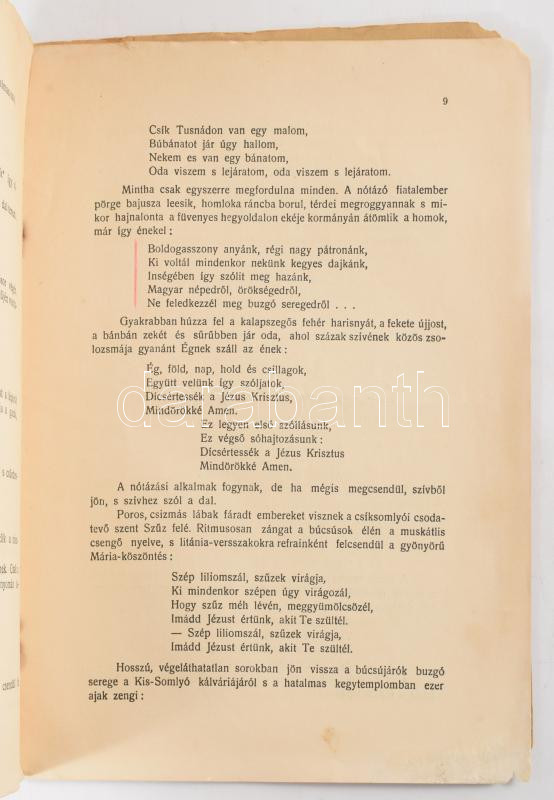 9
Csík Tusnádon van egy malom,
Búbánatot jár úgy hallom,
Nekem es van egy bánatom,
Oda viszem s lejáratom, oda viszem s lejáratom.
Mintha csak egyszerre megfordulna minden. A nótázó fiatalember
pörge bajusza leesik, homloka ráncba borul, térdei megroggyannak s mi-
kor hajnalonta a füvenyes hegyoldalon ekéje kormányán átömlik a homok,
már így énekel :
Boldogasszony anyánk, régi nagy pátronánk,
Ki voltál mindenkor nekünk kegyes dajkánk,
Inségében így szólit meg hazánk,
Magyar népedről, örökségedről,
Ne feledkezzél meg buzgó seregedről . . .
Gyakrabban húzza fel a kalapszegős fehér harisnyát, a fekete újjost,
a bánbán zekét és sűrűbben jár oda, ahol százak szivének közös zso-
lozsmája gyanánt Égnek száll az ének :
Ég, föld, nap, hold és csillagok,
Együtt velünk így szóljatok,
Dicsértessék a Jézus Krisztus,
Mindörökké Amen.
Ez legyen első szóllásunk,
Ez végső sóhajtozásunk :
Dícsértessék a Jézus Krisztus
Mindörökké Amen.
A nótázási alkalmak fogynak, de ha mégis megcsendül, szívből
jön, s szívhez szól a dal.
Poros, csizmás lábak fáradt embereket visznek a csíksomlyói csoda-
tevő szent Szűz felé. Ritmusosan zángat a búcsúsok élén a muskátlis
csengő nyelve, s litánia-versszakokra refrainként felcsendül a gyönyörű
Mária-köszöntés :
Szép liliomszál, szűzek virágja,
Ki mindenkor szépen úgy virágozál,
Hogy szűz méh lévén, meggyümölcsözél,
Imádd Jézust értünk, akit Te szültél.
— Szép liliomszál, szűzek virágja,
Imádd Jézust értünk, akit Te szültél.
Hosszú, végeláthatatlan sorokban jön vissza a búcsújárók buzgó
serege a Kis-Somlyó kálváriájáról s a hatalmas kegytemplomban ezer
ajak zengi :
darabanth